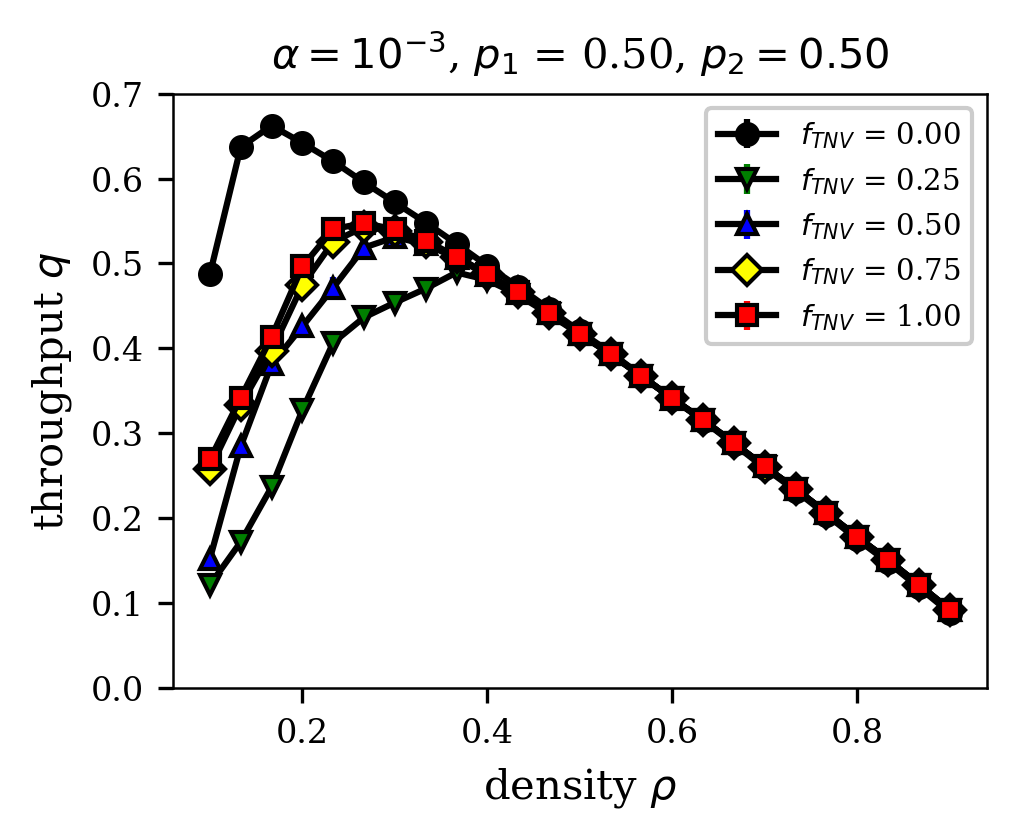 α = 10⁻³, p₁ = 0.50, p₂ = 0.50
throughput q
0.7
0.6
0.5
0.4
0.3
0.2
0.1
0.0
f_TNV = 0.00
f_TNV = 0.25
f_TNV = 0.50
f_TNV = 0.75
f_TNV = 1.00
0.2 0.4 0.6 0.8
density ρ